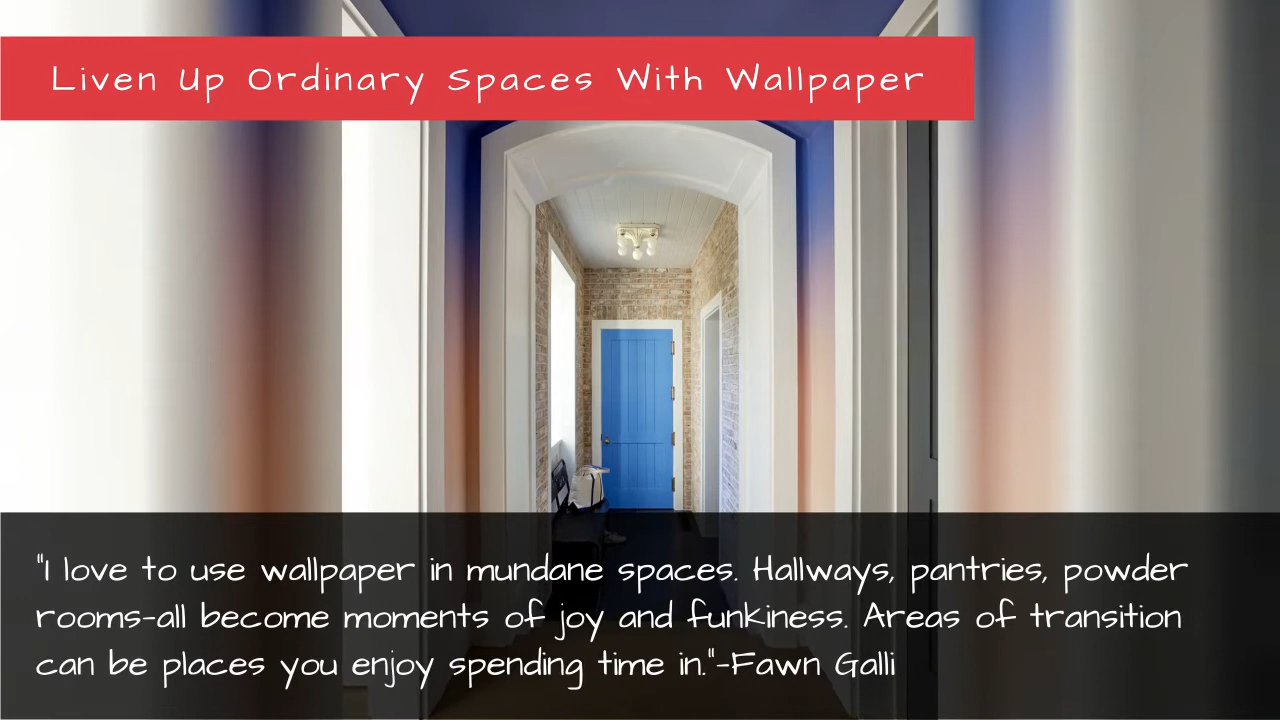 Liven Up Ordinary Spaces With Wallpaper
"I love to use wallpaper in mundane spaces. Hallways, pantries, powder
rooms-all become moments of joy and funkiness. Areas of transition
can be places you enjoy spending time in."-Fawn Galli